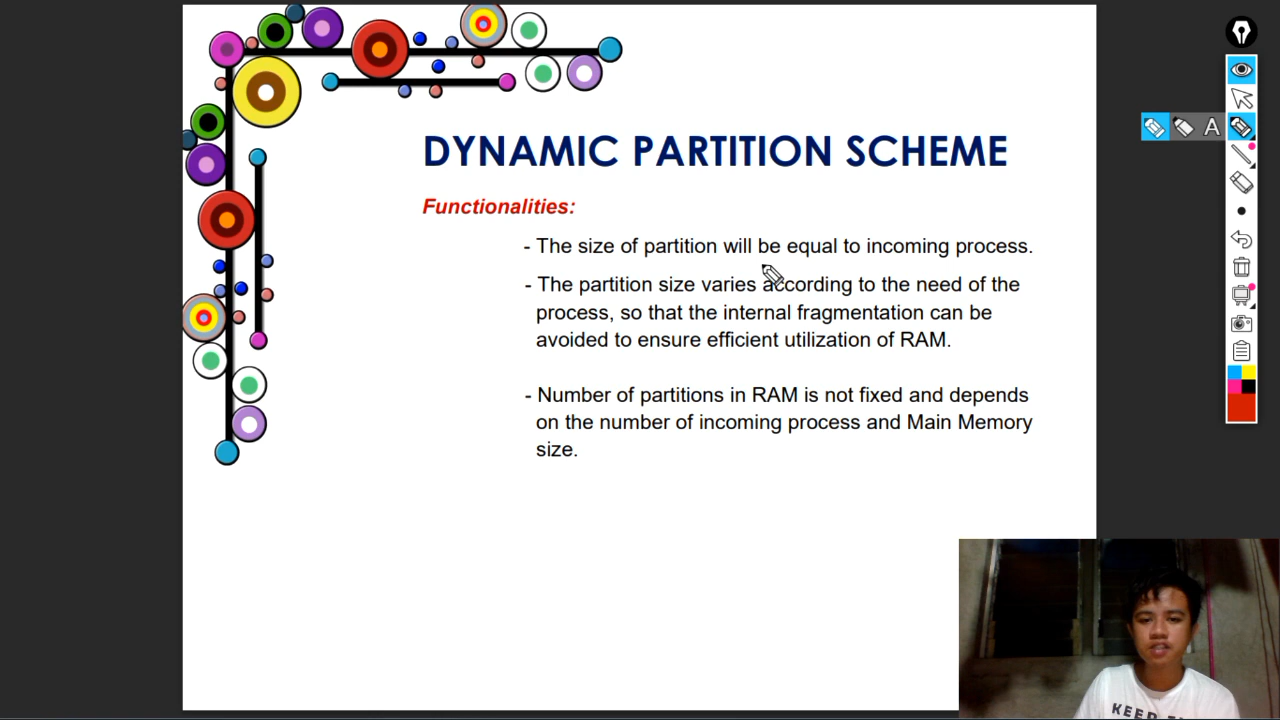 DYNAMIC PARTITION SCHEME
Functionalities:
- The size of partition will be equal to incoming process.
- The partition size varies according to the need of the
process, so that the internal fragmentation can be
avoided to ensure efficient utilization of RAM.
- Number of partitions in RAM is not fixed and depends
on the number of incoming process and Main Memory
size.
A
KEEP